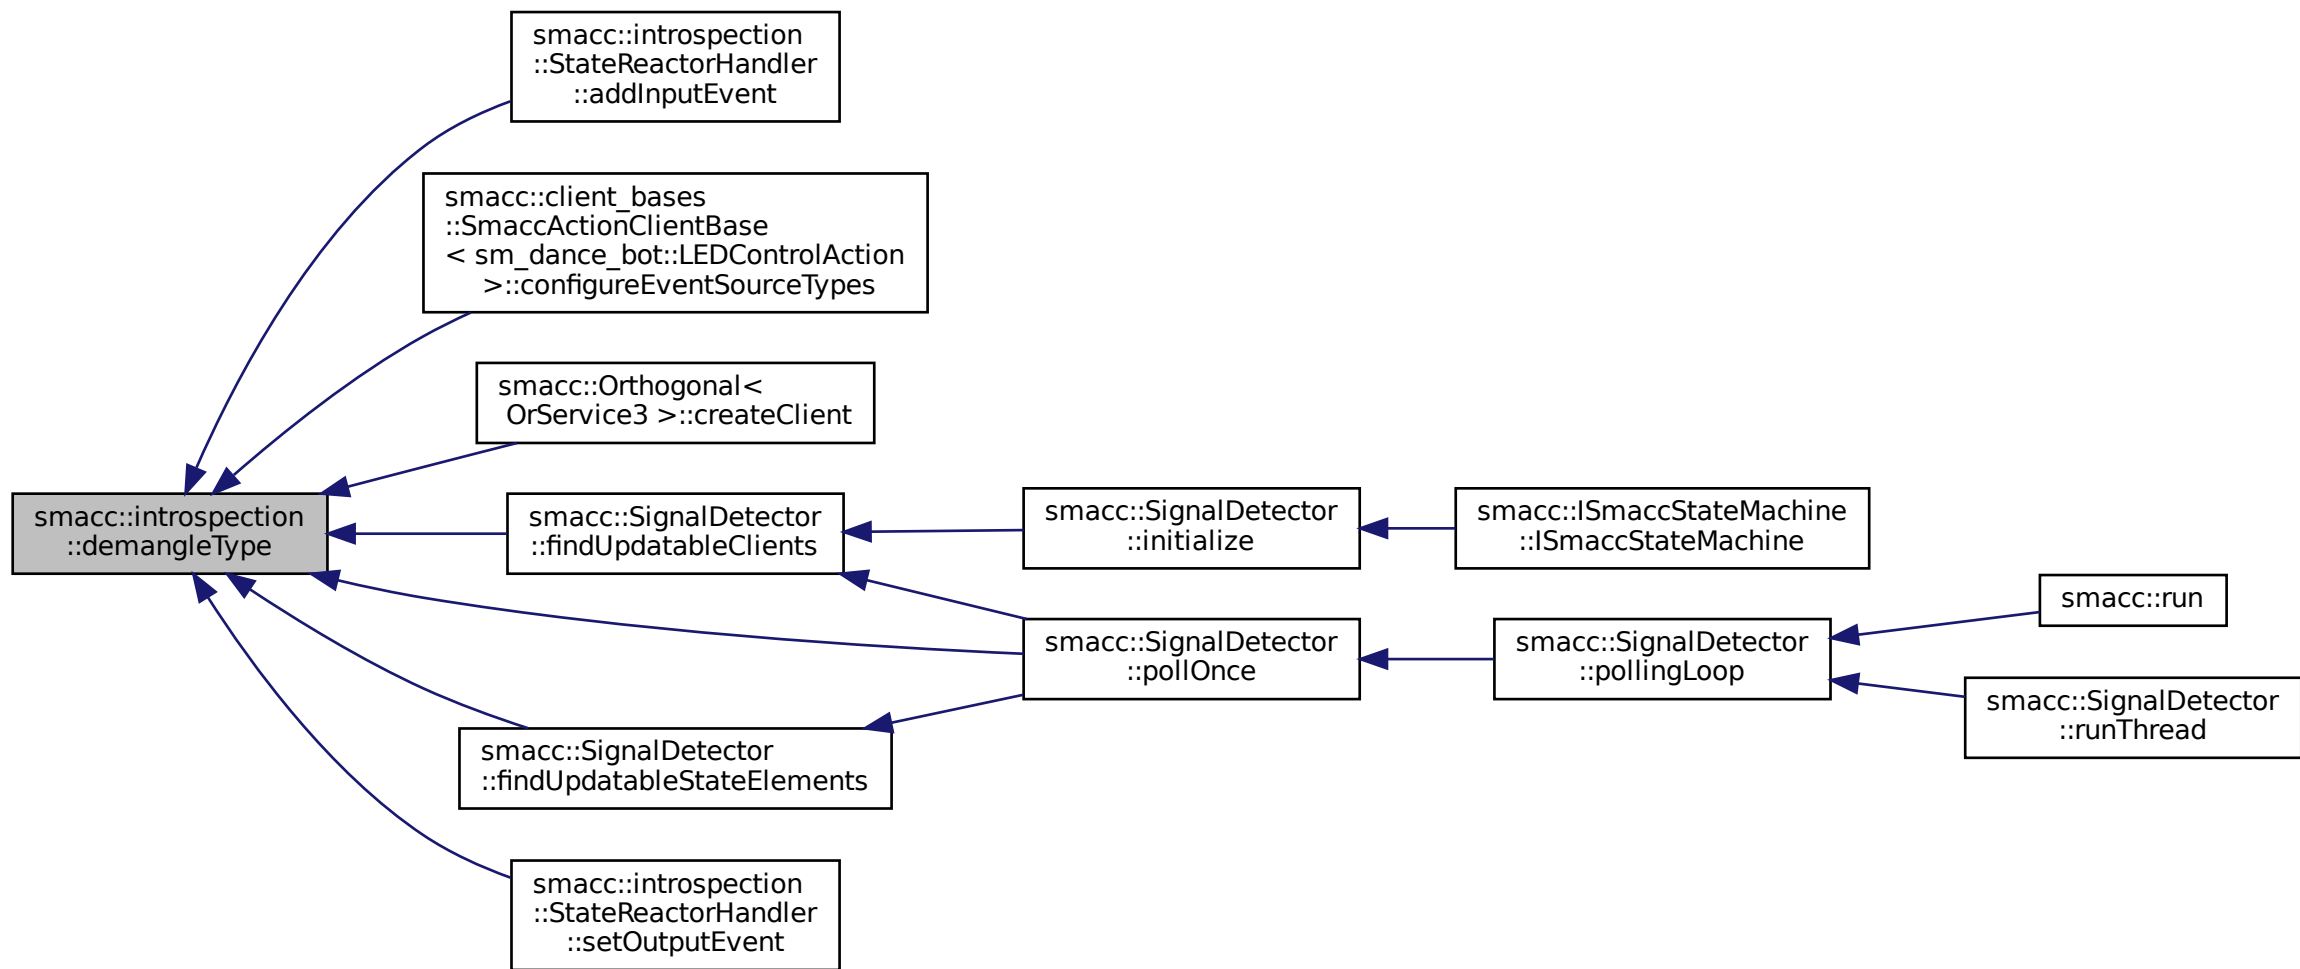 smacc::introspection
::StateReactorHandler
::addInputEvent
smacc::client_bases
::SmaccActionClientBase
< sm_dance_bot::LEDControlAction
>::configureEventSourceTypes
smacc::Orthogonal<
OrService3 >::createClient
smacc::introspection
::demangleType
smacc::SignalDetector
::findUpdatableClients
smacc::SignalDetector
::initialize
smacc::ISmaccStateMachine
::ISmaccStateMachine
smacc::SignalDetector
::pollOnce
smacc::SignalDetector
::pollingLoop
smacc::run
smacc::SignalDetector
::runThread
smacc::SignalDetector
::findUpdatableStateElements
smacc::introspection
::StateReactorHandler
::setOutputEvent